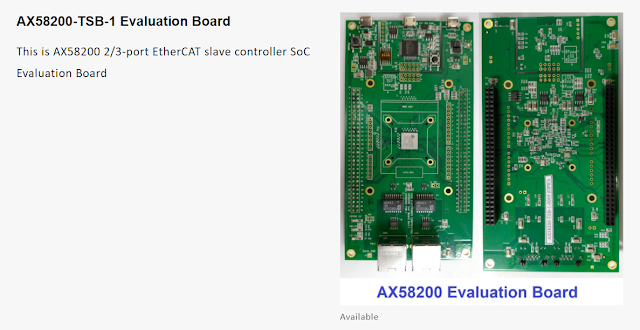 AX58200-TSB-1 Evaluation Board
This is AX58200 2/3-port EtherCAT slave controller SoC
Evaluation Board
AX58200 Evaluation Board
Available